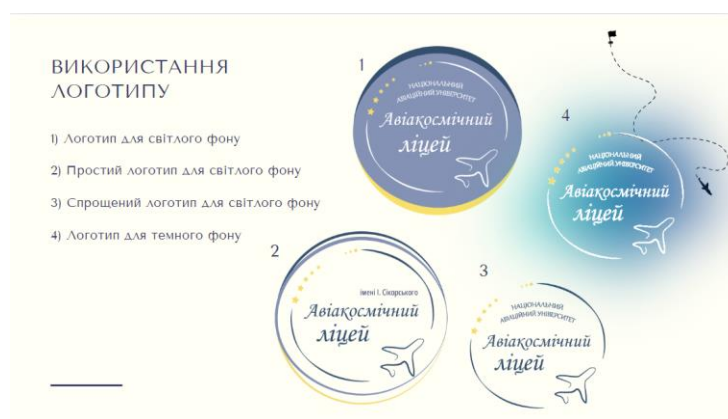 ВИКОРИСТАННЯ
ЛОГОТИПУ
1) Логотип для світлого фону
2) Простий логотип для світлого фону
3) Спрощений логотип для світлого фону
4) Логотип для темного фону
1
НАЦІОНАЛЬНИЙ
АВІАЦІЙНИЙ УНІВЕРСИТЕТ
Авіакосмічний
ліцей
4
НАЦІОНАЛЬНИЙ
АВІАЦІЙНИЙ УНІВЕРСИТЕТ
Авіакосмічний
ліцей
2
імені І. Сікорського
Авіакосмічний
ліцей
3
НАЦІОНАЛЬНИЙ
АВІАЦІЙНИЙ УНІВЕРСИТЕТ
Авіакосмічний
ліцей